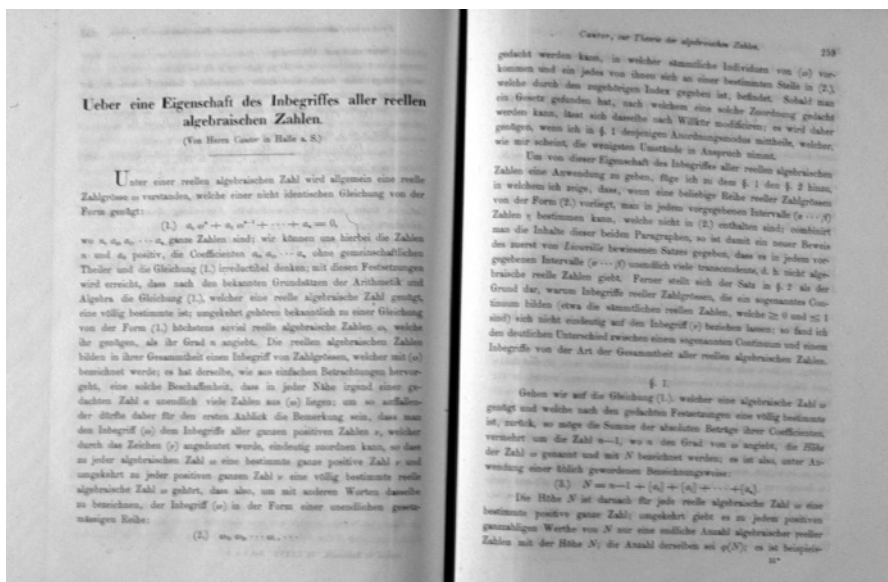 Ueber eine Eigenschaft des Inbegriffes aller reellen
algebraischen Zahlen.
(Von Herrn Cantor in Halle a. S.)
Unter einer reellen algebraischen Zahl wird allgemein eine reelle
Zahlgrösse ω verstanden, welche einer nicht identischen Gleichung von der
Form genügt:
(1.) a₀ ωⁿ + a₁ ωⁿ⁻¹ + ⋯ + aₙ = 0,
wo n, a₀, a₁, ⋯ aₙ ganze Zahlen sind; wir können uns hierbei die Zahlen
n und a₀ positiv, die Coefficienten a₀, a₁, ⋯ aₙ ohne gemeinschaftlichen
Theiler und die Gleichung (1.) irreductibel denken; mit diesen Festsetzungen
wird erreicht, dass nach den bekannten Grundsätzen der Arithmetik und
Algebra die Gleichung (1.), welcher eine reelle algebraische Zahl genügt,
eine völlig bestimmte ist; umgekehrt gehören bekanntlich zu einer Gleichung
von der Form (1.) höchstens soviel reelle algebraische Zahlen ω, welche
ihr genügen, als ihr Grad n angiebt. Die reellen algebraischen Zahlen
bilden in ihrer Gesammtheit einen Inbegriff von Zahlgrössen, welcher mit (ω)
bezeichnet werde; es hat derselbe, wie aus einfachen Betrachtungen hervor-
geht, eine solche Beschaffenheit, dass in jeder Nähe irgend einer ge-
dachten Zahl α unendlich viele Zahlen aus (ω) liegen; um so auffallen-
der dürfte daher für den ersten Anblick die Bemerkung sein, dass man
den Inbegriff (ω) dem Inbegriffe aller ganzen positiven Zahlen ν, welcher
durch das Zeichen (ν) angedeutet werde, eindeutig zuordnen kann, so dass
zu jeder algebraischen Zahl ω eine bestimmte ganze positive Zahl ν und
umgekehrt zu jeder positiven ganzen Zahl ν eine völlig bestimmte reelle
algebraische Zahl ω gehört, dass also, um mit anderen Worten dasselbe
zu bezeichnen, der Inbegriff (ω) in der Form einer unendlichen gesetz-
mässigen Reihe:
(2.) ω₁, ω₂, ⋯ ων, ⋯
Cantor, zur Theorie der algebraischen Zahlen. 259
gedacht werden kann, in welcher sämmtliche Individuen von (ω) vor-
kommen und ein jedes von ihnen sich an einer bestimmten Stelle in (2.),
welche durch den zugehörigen Index gegeben ist, befindet. Sobald man
ein Gesetz gefunden hat, nach welchem eine solche Zuordnung gedacht
werden kann, lässt sich dasselbe nach Willkür modificiren; es wird daher
genügen, wenn ich in §. 1 denjenigen Anordnungsmodus mittheile, welcher,
wie mir scheint, die wenigsten Umstände in Anspruch nimmt.
Um von dieser Eigenschaft des Inbegriffes aller reellen algebraischen
Zahlen eine Anwendung zu geben, füge ich zu dem §. 1 den §. 2 hinzu,
in welchem ich zeige, dass, wenn eine beliebige Reihe reeller Zahlgrössen
von der Form (2.) vorliegt, man in jedem vorgegebenen Intervalle (α ⋯ β)
Zahlen η bestimmen kann, welche nicht in (2.) enthalten sind; combinirt
man die Inhalte dieser beiden Paragraphen, so ist damit ein neuer Beweis
des zuerst von Liouville bewiesenen Satzes gegeben, dass es in jedem vor-
gegebenen Intervalle (α ⋯ β) unendlich viele transcendente, d. h. nicht alge-
braische reelle Zahlen giebt. Ferner stellt sich der Satz in §. 2 als der
Grund dar, warum Inbegriffe reeller Zahlgrössen, die ein sogenanntes Con-
tinuum bilden (etwa die sämmtlichen reellen Zahlen, welche ≥ 0 und ≤ 1
sind) sich nicht eindeutig auf den Inbegriff (ν) beziehen lassen; so fand ich
den deutlichen Unterschied zwischen einem sogenannten Continuum und einem
Inbegriffe von der Art der Gesammtheit aller reellen algebraischen Zahlen.
§. 1.
Gehen wir auf die Gleichung (1.), welcher eine algebraische Zahl ω
genügt und welche nach den gedachten Festsetzungen eine völlig bestimmte
ist, zurück, so möge die Summe der absoluten Beträge ihrer Coefficienten,
vermehrt um die Zahl n—1, wo n den Grad von ω angiebt, die Höhe
der Zahl ω genannt und mit N bezeichnet werden; es ist also, unter An-
wendung einer üblich gewordenen Bezeichnungsweise:
(3.) N = n—1 + [a₀] + [a₁] + ⋯ + [aₙ].
Die Höhe N ist darnach für jede reelle algebraische Zahl ω eine
bestimmte positive ganze Zahl; umgekehrt giebt es zu jedem positiven
ganzzahligen Werthe von N nur eine endliche Anzahl algebraischer reeller
Zahlen mit der Höhe N; die Anzahl derselben sei φ(N); es ist beispiels-